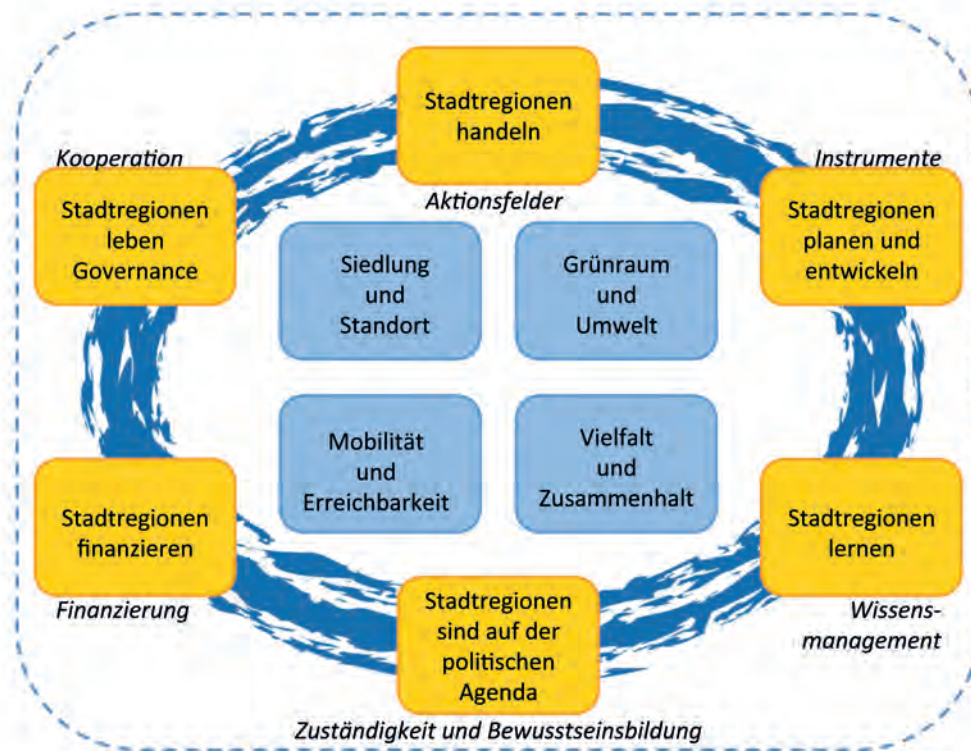 Stadtregionen
handeln
Aktionsfelder
Kooperation
Stadtregionen
leben
Governance
Instrumente
Stadtregionen
planen und
entwickeln
Siedlung
und
Standort
Grünraum
und
Umwelt
Mobilität
und
Erreichbarkeit
Vielfalt
und
Zusammenhalt
Stadtregionen
finanzieren
Finanzierung
Stadtregionen
lernen
Wissens-
management
Stadtregionen
sind auf der
politischen
Agenda
Zuständigkeit und Bewusstseinsbildung